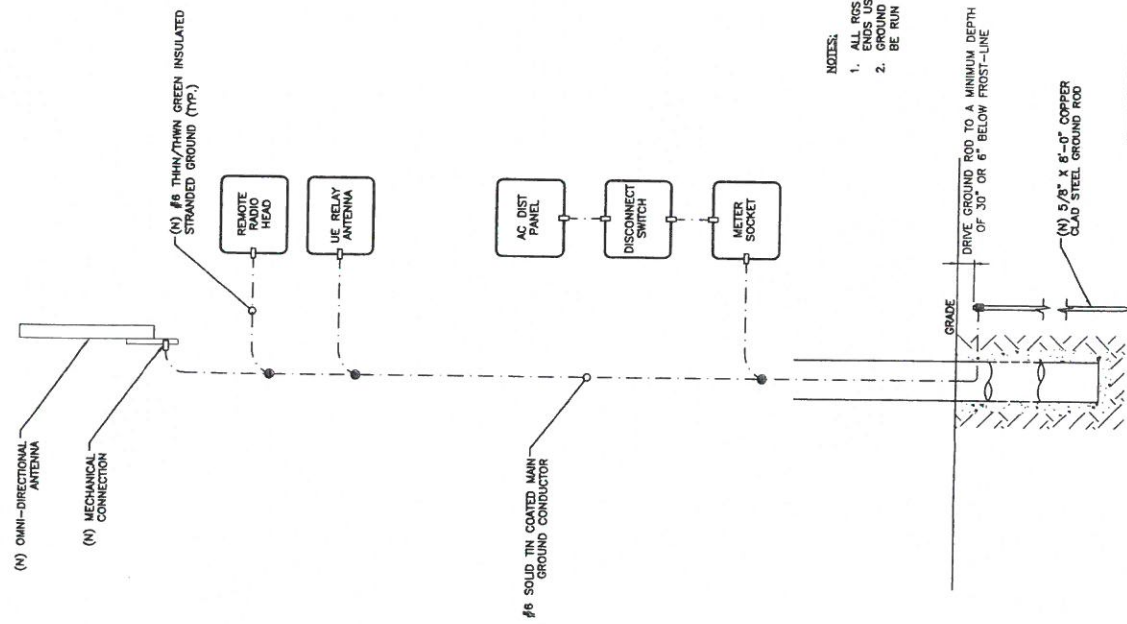 (N) OMNI-DIRECTIONAL
ANTENNA
(N) MECHANICAL
CONNECTION
(N) #6 THHN/THWN GREEN INSULATED
STRANDED GROUND (TYP.)
REMOTE
RADIO
HEAD
UE RELAY
ANTENNA
#6 SOLID TIN COATED MAIN
GROUND CONDUCTOR
AC DIST
PANEL
DISCONNECT
SWITCH
METER
SOCKET
NOTES:
1. ALL RGS
ENDS US
2. GROUND
BE RUN
GRADE
DRIVE GROUND ROD TO A MINIMUM DEPTH
OF 30" OR 6" BELOW FROST-LINE
(N) 5/8" X 8'-0" COPPER
CLAD STEEL GROUND ROD